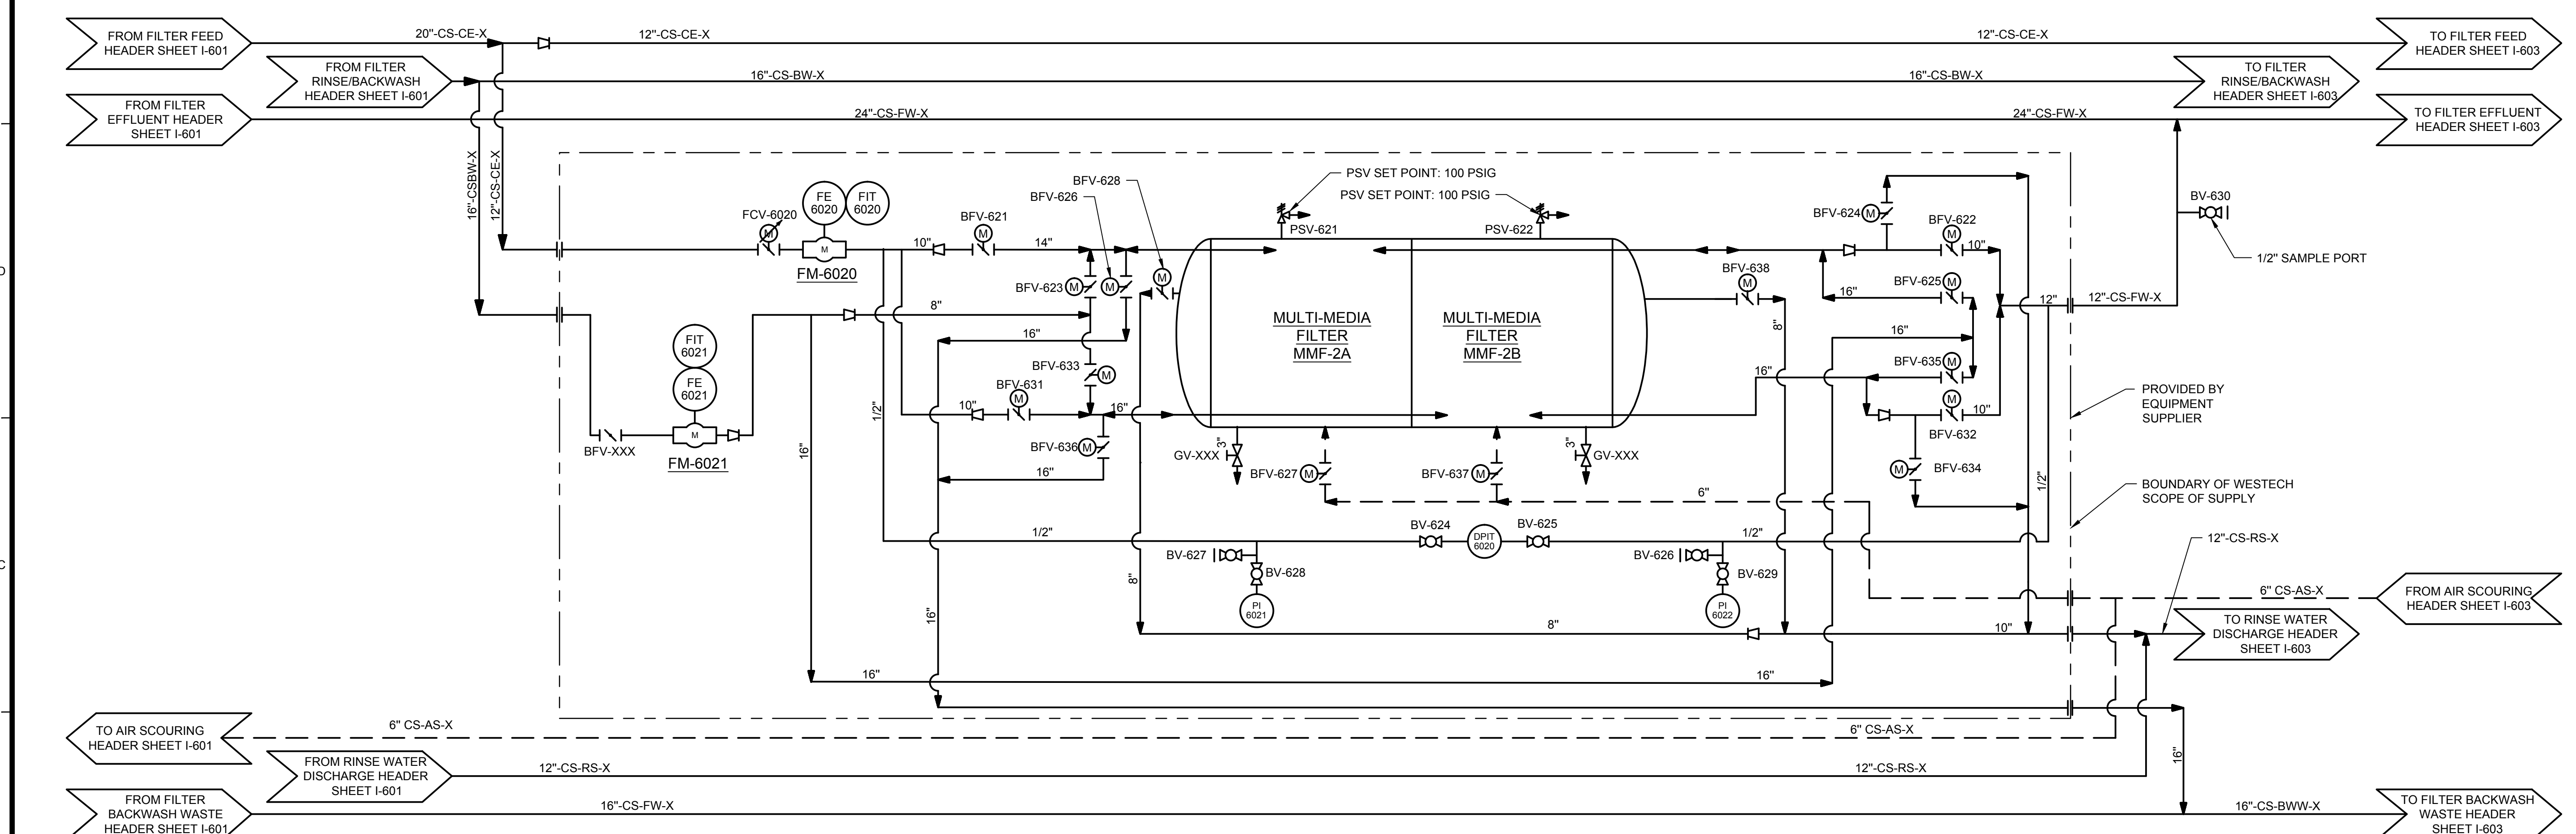 FROM FILTER FEED
HEADER SHEET I-601
20"-CS-CE-X
12"-CS-CE-X
12"-CS-CE-X
TO FILTER FEED
HEADER SHEET I-603
FROM FILTER
RINSE/BACKWASH
HEADER SHEET I-601
16"-CS-BW-X
16"-CS-BW-X
TO FILTER
RINSE/BACKWASH
HEADER SHEET I-603
FROM FILTER
EFFLUENT HEADER
SHEET I-601
24"-CS-FW-X
24"-CS-FW-X
TO FILTER EFFLUENT
HEADER SHEET I-603
16"-CSBW-X
12"-CS-CE-X
FCV-6020
M
FE
6020
FIT
6020
M
FM-6020
10"
BFV-621
M
14"
BFV-628
BFV-626
BFV-623
M
M
M
PSV SET POINT: 100 PSIG
PSV SET POINT: 100 PSIG
PSV-621
PSV-622
BFV-624
M
BFV-622
M
10"
BV-630
1/2" SAMPLE PORT
BFV-638
M
BFV-625
M
16"
12"
12"-CS-FW-X
8"
16"
8"
16"
MULTI-MEDIA
FILTER
MMF-2A
MULTI-MEDIA
FILTER
MMF-2B
FIT
6021
FE
6021
M
FM-6021
BFV-XXX
BFV-633
M
BFV-631
M
10"
16"
1/2"
16"
BFV-636
M
16"
BFV-635
M
16"
M
10"
BFV-632
M
BFV-634
PROVIDED BY
EQUIPMENT
SUPPLIER
3"
GV-XXX
BFV-627
M
BFV-637
M
3"
GV-XXX
6"
1/2"
BOUNDARY OF WESTECH
SCOPE OF SUPPLY
1/2"
BV-624
DPIT
6020
BV-625
1/2"
BV-627
BV-628
PI
6021
BV-626
BV-629
PI
6022
12"-CS-RS-X
8"
16"
8"
10"
6" CS-AS-X
FROM AIR SCOURING
HEADER SHEET I-603
TO RINSE WATER
DISCHARGE HEADER
SHEET I-603
16"
16"
TO AIR SCOURING
HEADER SHEET I-601
6" CS-AS-X
6" CS-AS-X
FROM RINSE WATER
DISCHARGE HEADER
SHEET I-601
12"-CS-RS-X
12"-CS-RS-X
16"
FROM FILTER
BACKWASH WASTE
HEADER SHEET I-601
16"-CS-FW-X
16"-CS-BWW-X
TO FILTER BACKWASH
WASTE HEADER
SHEET I-603
D
C